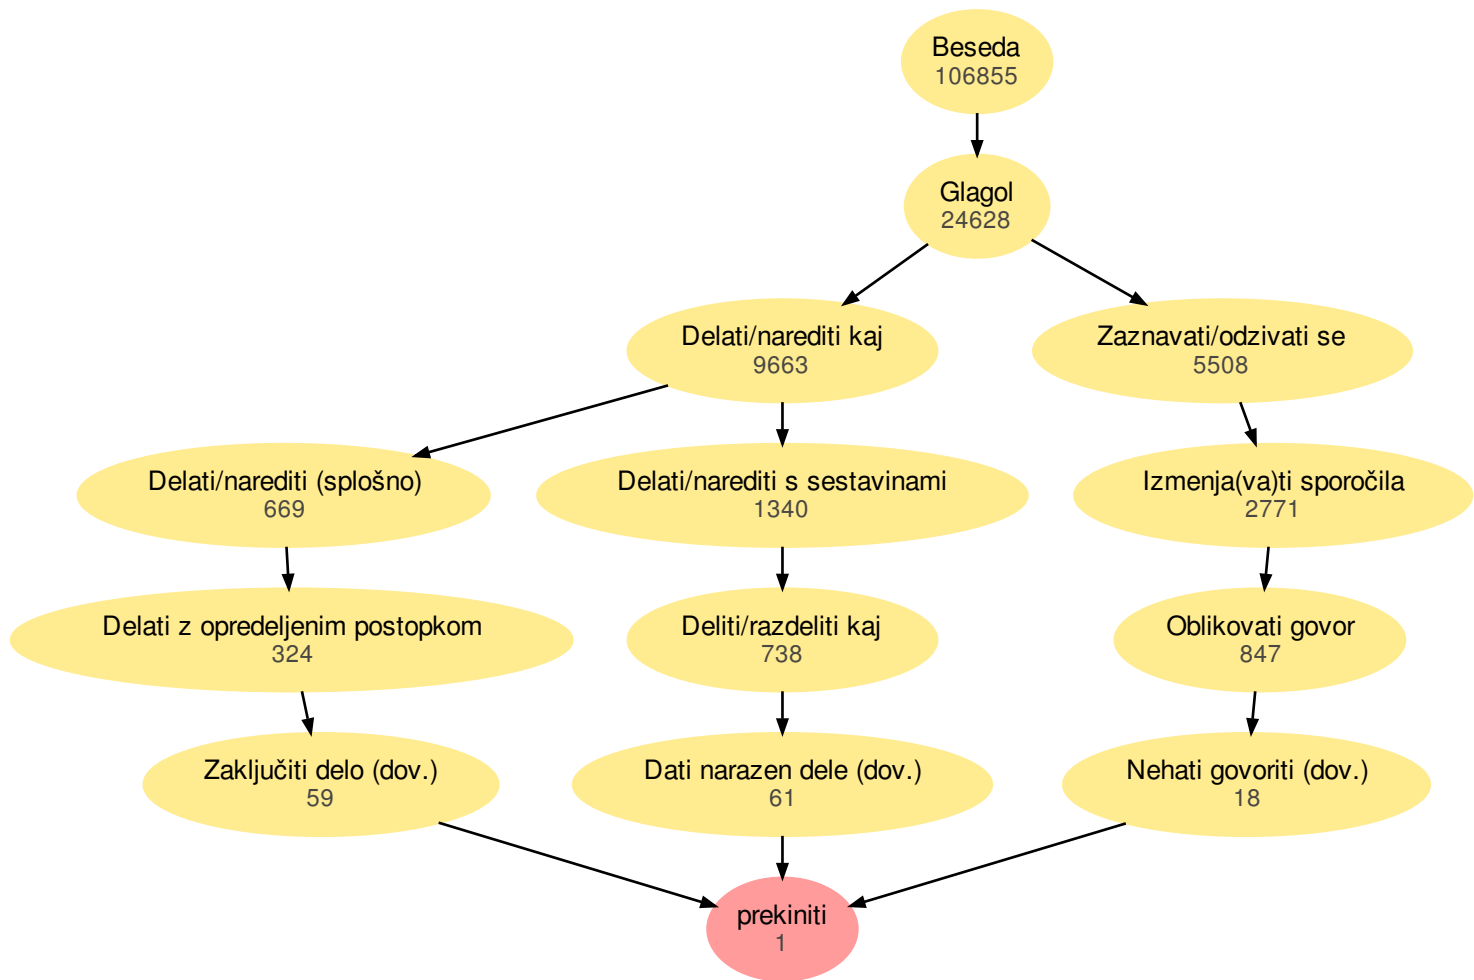 Beseda
106855
Glagol
24628
Delati/narediti kaj
9663
Zaznavati/odzivati se
5508
Delati/narediti (splošno)
669
Delati/narediti s sestavinami
1340
Izmenja(va)ti sporočila
2771
Delati z opredeljenim postopkom
324
Deliti/razdeliti kaj
738
Oblikovati govor
847
Zaključiti delo (dov.)
59
Dati narazen dele (dov.)
61
Nehati govoriti (dov.)
18
prekiniti
1